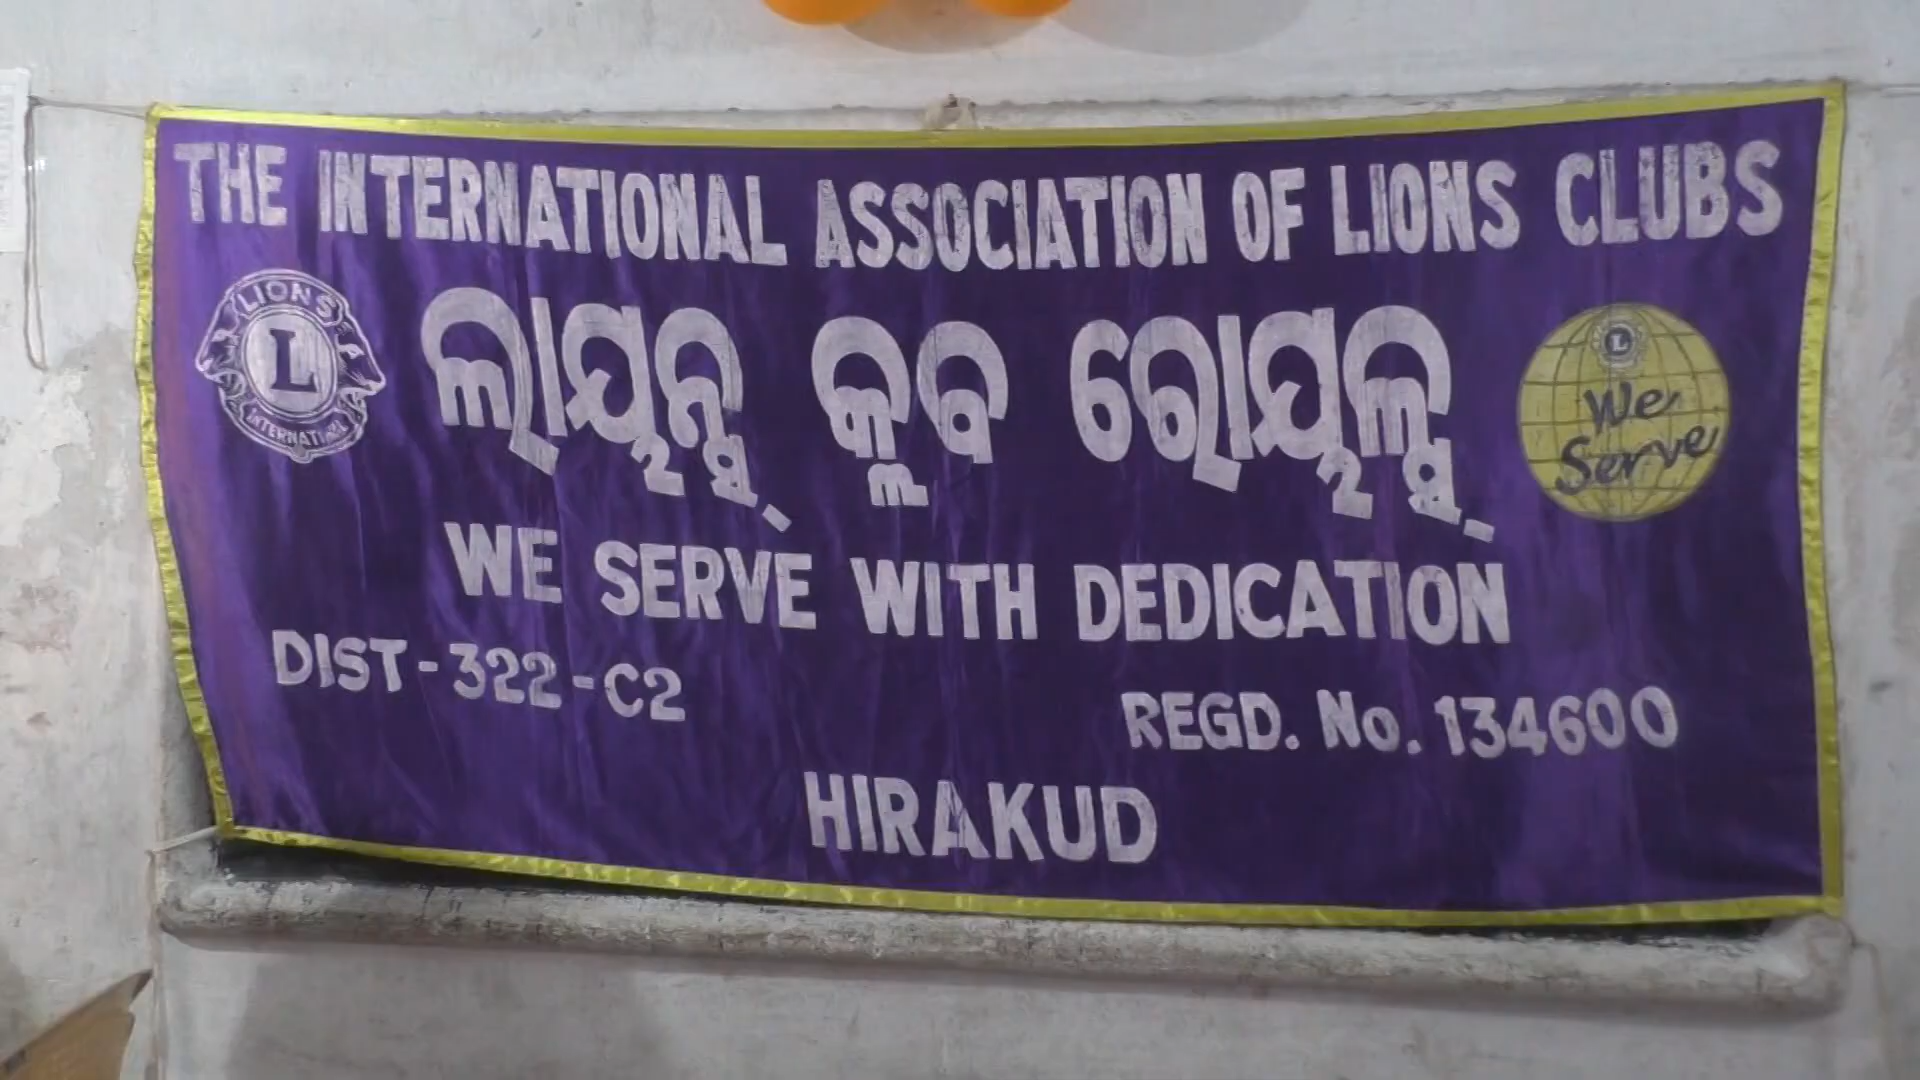 THE INTERNATIONAL ASSOCIATION OF LIONS CLUBS
LIONS
L
INTERNATIONAL
ଲାୟନ୍ସ୍ କ୍ଲବ ରୋୟଲ୍ସ୍
L
We
Serve
WE SERVE WITH DEDICATION
DIST-322-C2
REGD. No. 134600
HIRAKUD